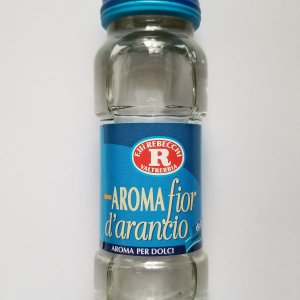 F.LLI REBECCHI
R
VALTREBBIA
AROMA fior
d'arancio
AROMA PER DOLCI